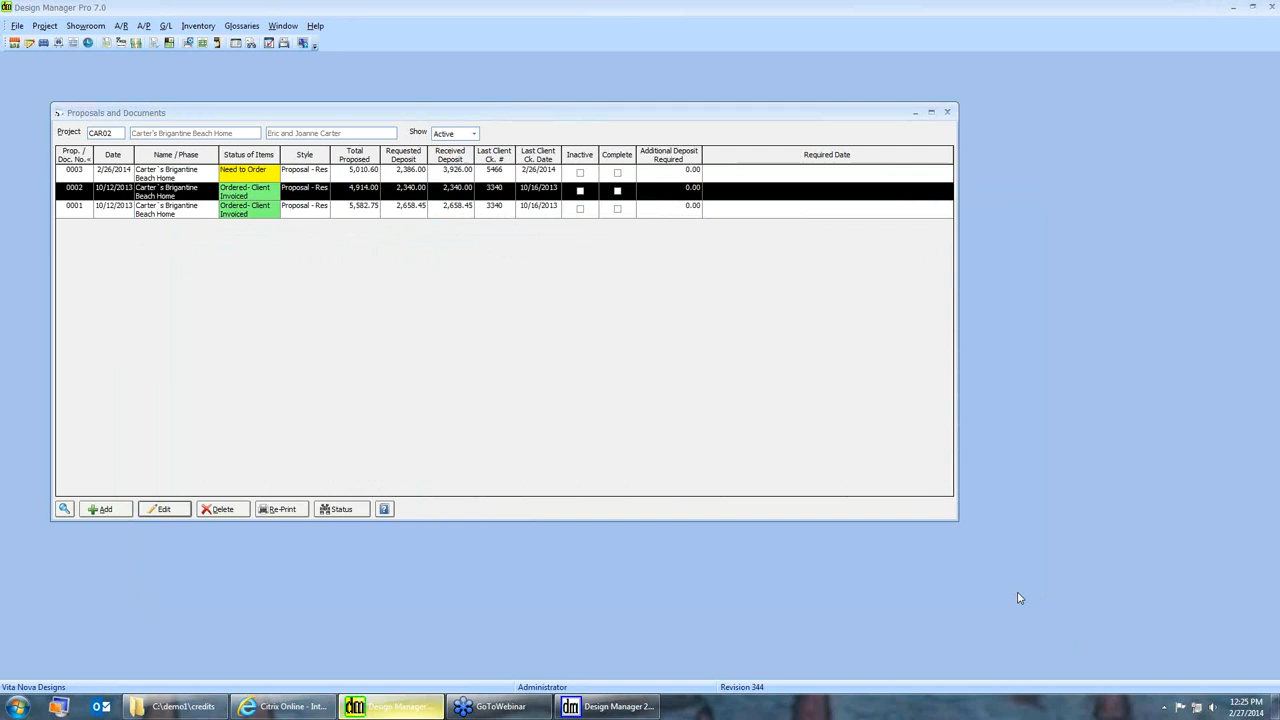 Design Manager Pro 7.0
File Project Showroom A/R A/P G/L Inventory Glossaries Window Help
Proposals and Documents
Project CAR02 Carter's Brigantine Beach Home Eric and Joanne Carter Show Active
Prop. / Doc. No. Date Name / Phase Status of Items Style Total Proposed Requested Deposit Received Deposit Last Client Ck. # Last Client Ck. Date Inactive Complete Additional Deposit Required Required Date
0003 2/26/2014 Carter`s Brigantine Beach Home Need to Order Proposal - Res 5,010.60 2,386.00 3,926.00 5466 2/26/2014 0.00
0002 10/12/2013 Carter`s Brigantine Beach Home Ordered- Client Invoiced Proposal - Res 4,914.00 2,340.00 2,340.00 3340 10/16/2013 0.00
0001 10/12/2013 Carter`s Brigantine Beach Home Ordered- Client Invoiced Proposal - Res 5,582.75 2,658.45 2,658.45 3340 10/16/2013 0.00
Add Edit Delete Re-Print Status
Vita Nova Designs Administrator Revision 344
C:\demo1\credits Citrix Online - Int... Design Manager... GoToWebinar Design Manager 2...
12:25 PM
2/27/2014